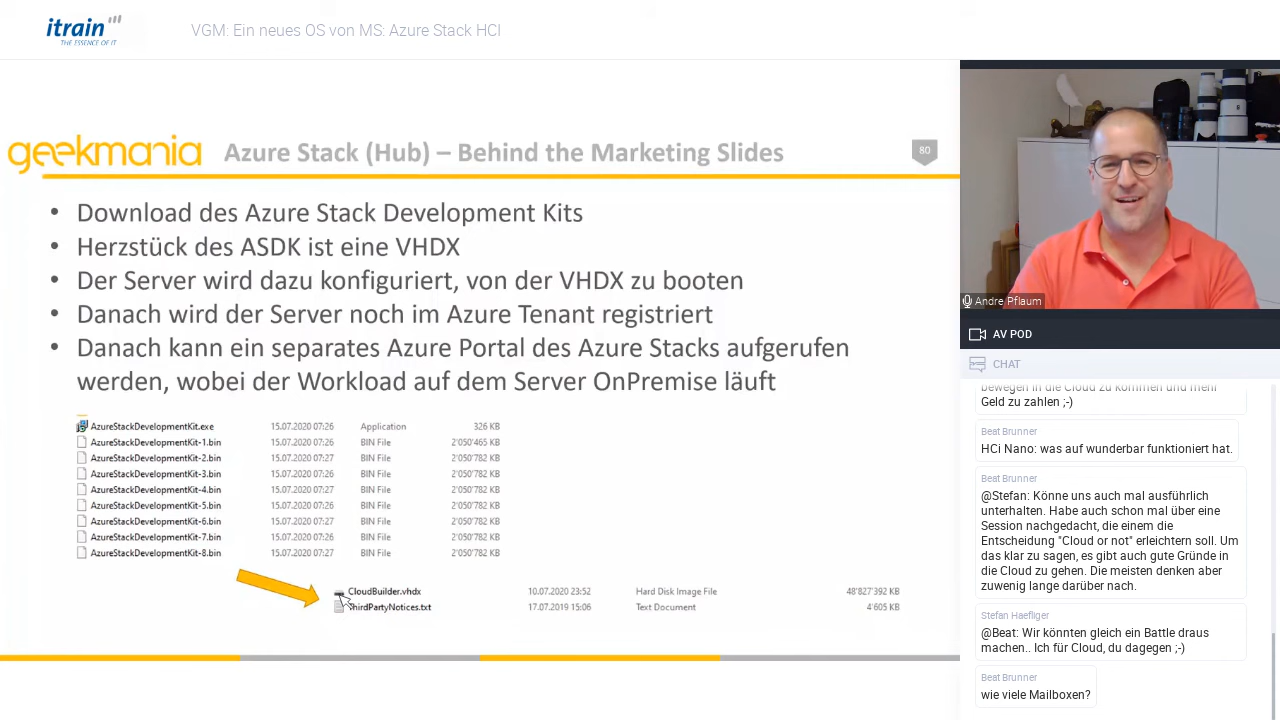 itrain
THE ESSENCE OF IT
VGM: Ein neues OS von MS: Azure Stack HCI
geekmania
Azure Stack (Hub) – Behind the Marketing Slides
80
• Download des Azure Stack Development Kits
• Herzstück des ASDK ist eine VHDX
• Der Server wird dazu konfiguriert, von der VHDX zu booten
• Danach wird der Server noch im Azure Tenant registriert
• Danach kann ein separates Azure Portal des Azure Stacks aufgerufen
werden, wobei der Workload auf dem Server OnPremise läuft
AzureStackDevelopmentKit.exe 15.07.2020 07:26 Application 326 KB
AzureStackDevelopmentKit-1.bin 15.07.2020 07:26 BIN File 2'050'465 KB
AzureStackDevelopmentKit-2.bin 15.07.2020 07:27 BIN File 2'050'782 KB
AzureStackDevelopmentKit-3.bin 15.07.2020 07:26 BIN File 2'050'782 KB
AzureStackDevelopmentKit-4.bin 15.07.2020 07:27 BIN File 2'050'782 KB
AzureStackDevelopmentKit-5.bin 15.07.2020 07:26 BIN File 2'050'782 KB
AzureStackDevelopmentKit-6.bin 15.07.2020 07:27 BIN File 2'050'782 KB
AzureStackDevelopmentKit-7.bin 15.07.2020 07:26 BIN File 2'050'782 KB
AzureStackDevelopmentKit-8.bin 15.07.2020 07:27 BIN File 2'050'782 KB
CloudBuilder.vhdx 10.07.2020 23:52 Hard Disk Image File 48'827'392 KB
ThirdPartyNotices.txt 17.07.2019 15:06 Text Document 4'605 KB
Andre Pflaum
AV POD
CHAT
bewegen in die Cloud zu kommen und mehr
Geld zu zahlen ;-)
Beat Brunner
HCi Nano: was auf wunderbar funktioniert hat.
Beat Brunner
@Stefan: Könne uns auch mal ausführlich
unterhalten. Habe auch schon mal über eine
Session nachgedacht, die einem die
Entscheidung "Cloud or not" erleichtern soll. Um
das klar zu sagen, es gibt auch gute Gründe in
die Cloud zu gehen. Die meisten denken aber
zuwenig lange darüber nach.
Stefan Haefliger
@Beat: Wir könnten gleich ein Battle draus
machen.. Ich für Cloud, du dagegen ;-)
Beat Brunner
wie viele Mailboxen?